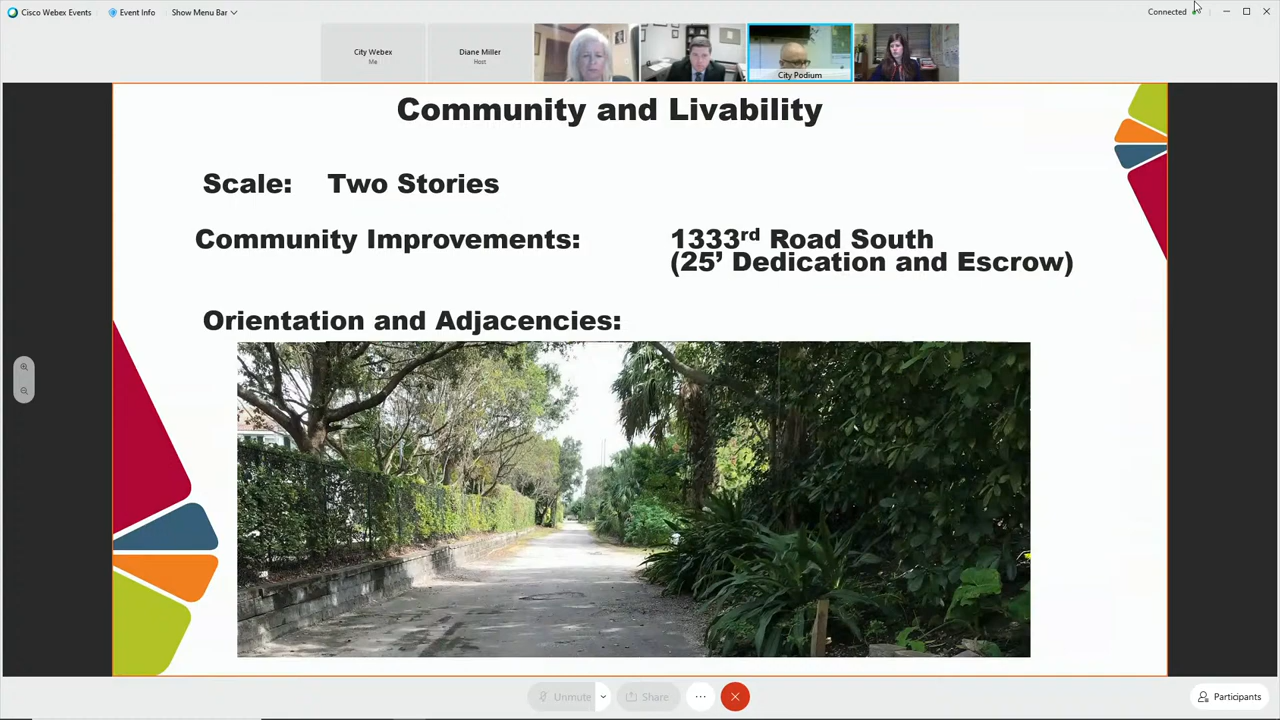 Cisco Webex Events
Event Info
Show Menu Bar
Connected
City Webex
Me
Diane Miller
Host
City Podium
Community and Livability
Scale: Two Stories
Community Improvements: 1333rd Road South
(25’ Dedication and Escrow)
Orientation and Adjacencies:
Unmute
Share
Participants